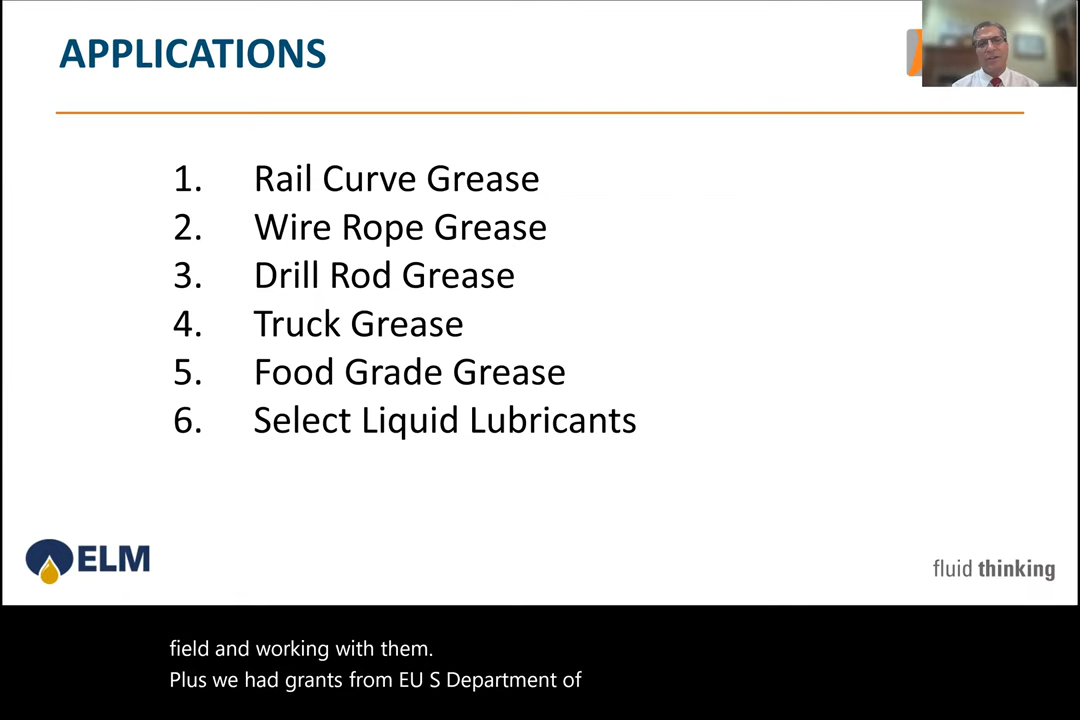 APPLICATIONS
1. Rail Curve Grease
2. Wire Rope Grease
3. Drill Rod Grease
4. Truck Grease
5. Food Grade Grease
6. Select Liquid Lubricants
ELM
fluid thinking
field and working with them.
Plus we had grants from EU S Department of